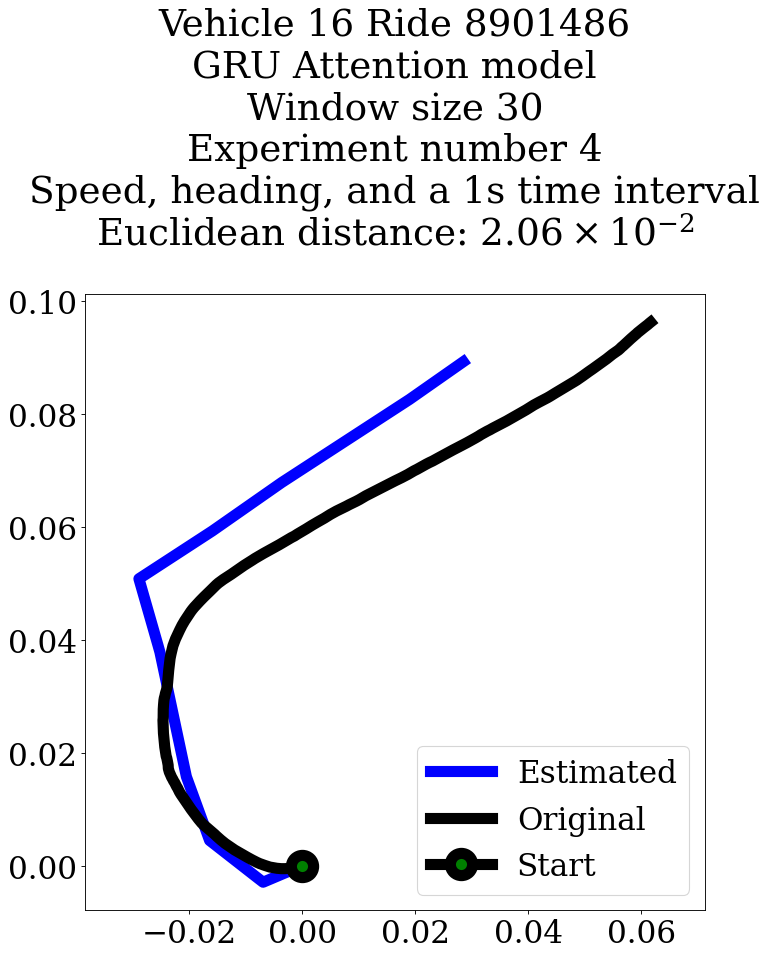 Vehicle 16 Ride 8901486
GRU Attention model
Window size 30
Experiment number 4
Speed, heading, and a 1s time interval
Euclidean distance: 2.06 × 10⁻²
0.10
0.08
0.06
0.04
0.02
0.00
Estimated
Original
Start
−0.02 0.00 0.02 0.04 0.06